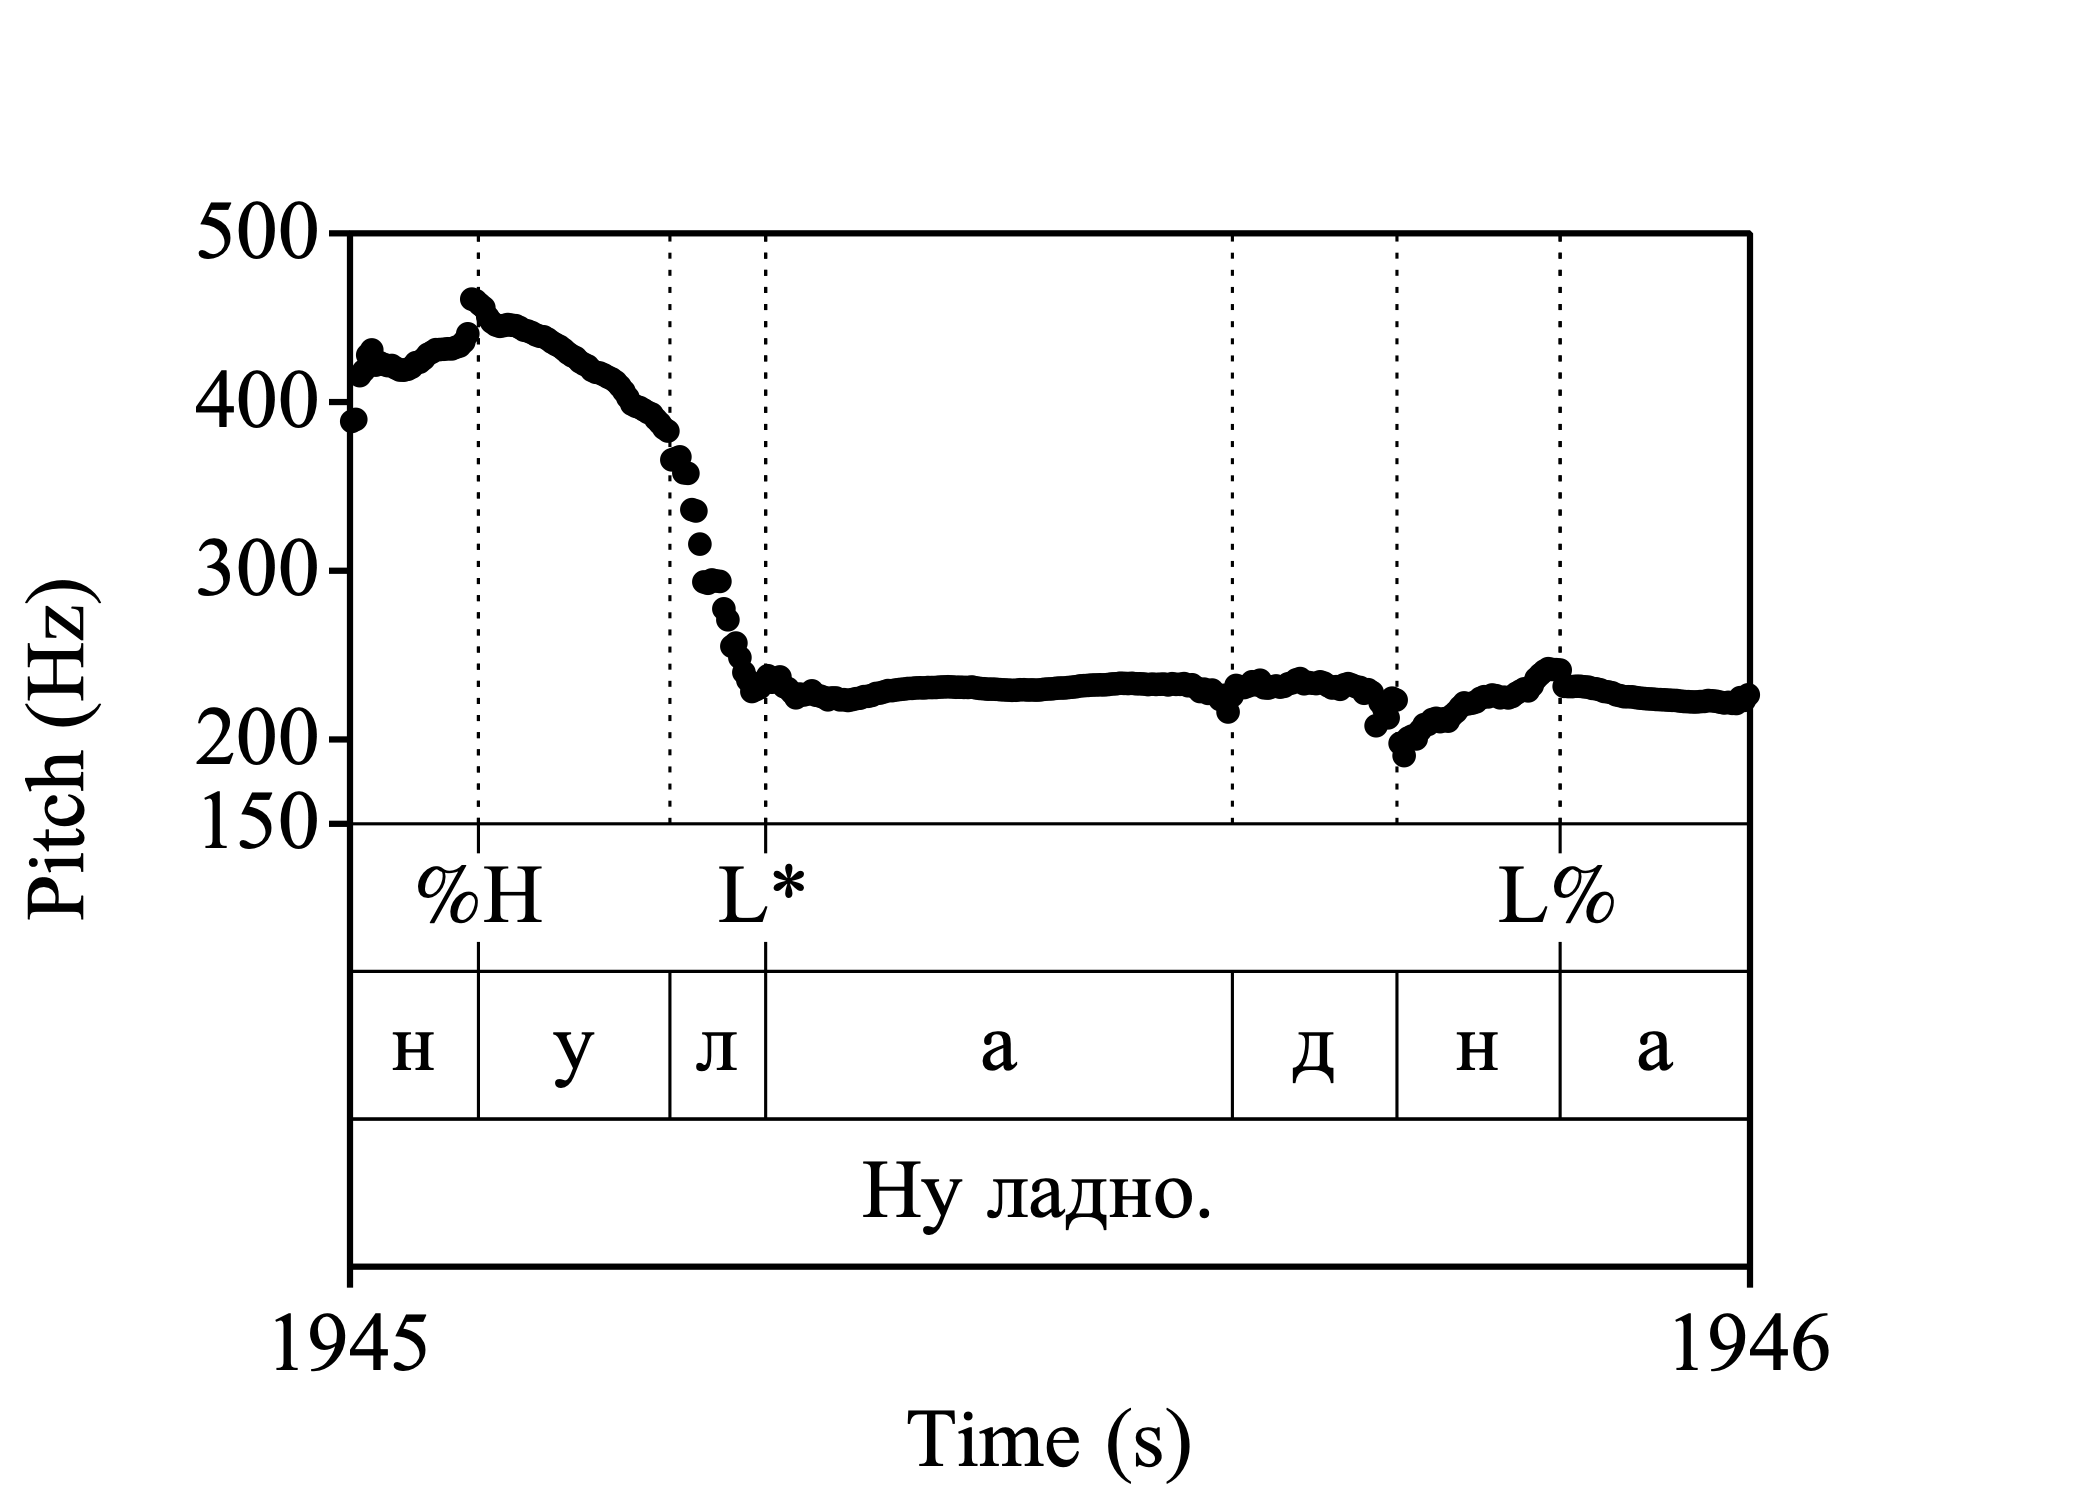 500
400
300
200
150
Pitch (Hz)
%H L* L%
н у л а д н а
Ну ладно.
1945 1946
Time (s)